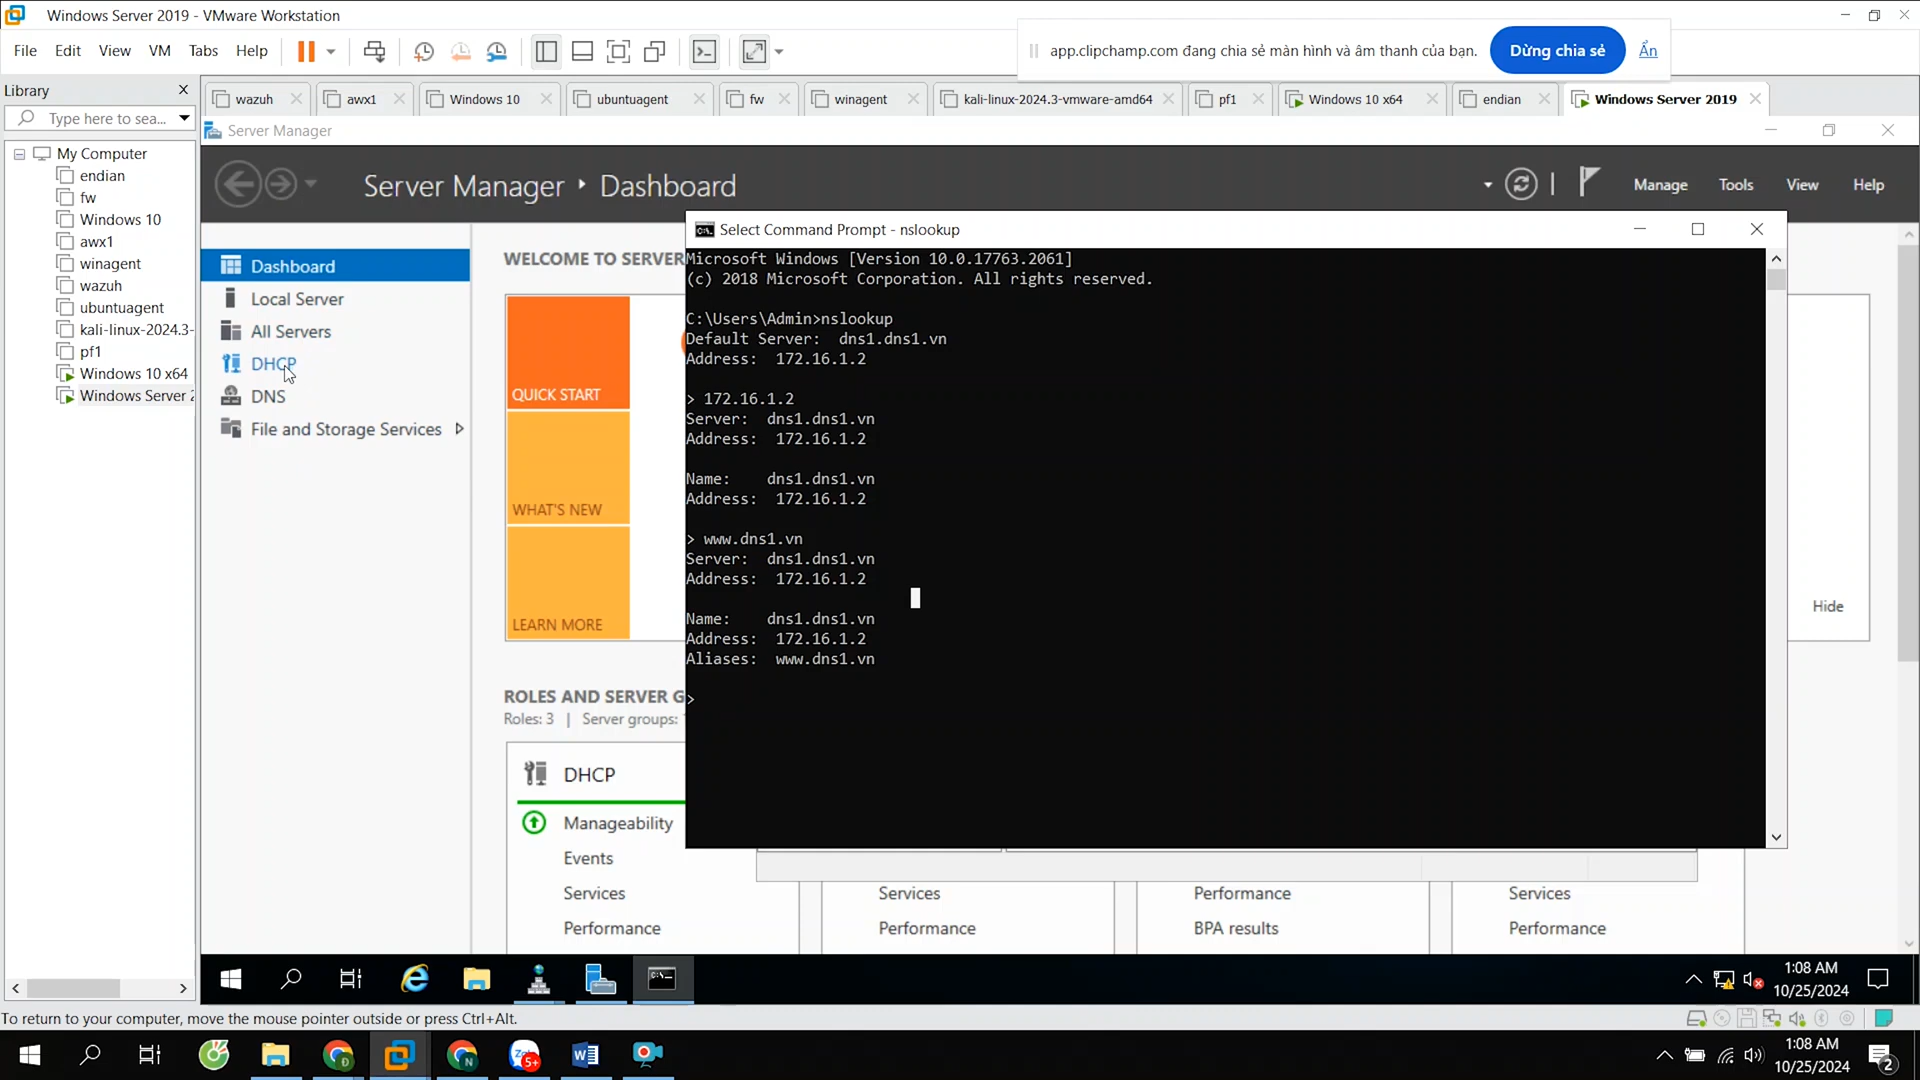 Windows Server 2019 - VMware Workstation
File Edit View VM Tabs Help
app.clipchamp.com đang chia sẻ màn hình và âm thanh của bạn. Dừng chia sẻ Ẩn
Library
Type here to sea...
My Computer
endian
fw
Windows 10
awx1
winagent
wazuh
ubuntuagent
kali-linux-2024.3-
pf1
Windows 10 x64
Windows Server 2
wazuh awx1 Windows 10 ubuntuagent fw winagent kali-linux-2024.3-vmware-amd64 pf1 Windows 10 x64 endian Windows Server 2019
Server Manager
Server Manager Dashboard
Manage Tools View Help
Dashboard
Local Server
All Servers
DHCP
DNS
File and Storage Services
WELCOME TO SERVER
QUICK START
WHAT'S NEW
LEARN MORE
Hide
Select Command Prompt - nslookup
Microsoft Windows [Version 10.0.17763.2061]
(c) 2018 Microsoft Corporation. All rights reserved.
C:\Users\Admin>nslookup
Default Server:  dns1.dns1.vn
Address:  172.16.1.2
> 172.16.1.2
Server:  dns1.dns1.vn
Address:  172.16.1.2
Name:    dns1.dns1.vn
Address:  172.16.1.2
> www.dns1.vn
Server:  dns1.dns1.vn
Address:  172.16.1.2
Name:    dns1.dns1.vn
Address:  172.16.1.2
Aliases:  www.dns1.vn
>
ROLES AND SERVER G
Roles: 3 | Server groups:
DHCP
Manageability
Events
Services
Performance
Services
Performance
Performance
BPA results
Services
Performance
1:08 AM
10/25/2024
To return to your computer, move the mouse pointer outside or press Ctrl+Alt.
1:08 AM
10/25/2024
5+
2